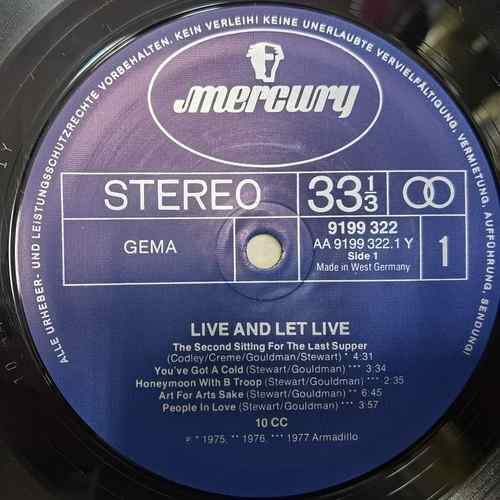 ALLE URHEBER- UND LEISTUNGSSCHUTZRECHTE VORBEHALTEN. KEIN VERLEIH! KEINE UNERLAUBTE VERVIELFÄLTIGUNG, VERMIETUNG, AUFFÜHRUNG, SENDUNG!
mercury
STEREO
33 1/3
GEMA
9199 322
AA 9199 322.1 Y
Side 1
Made in West Germany
1
LIVE AND LET LIVE
The Second Sitting For The Last Supper
(Codley/Creme/Gouldman/Stewart) * 4:31
You've Got A Cold (Stewart/Gouldman) *** 3:34
Honeymoon With B Troop (Stewart/Gouldman) *** 2:35
Art For Arts Sake (Stewart/Gouldman) ** 6:45
People In Love (Stewart/Gouldman) *** 3:57
10 CC
℗ * 1975, ** 1976, *** 1977 Armadillo